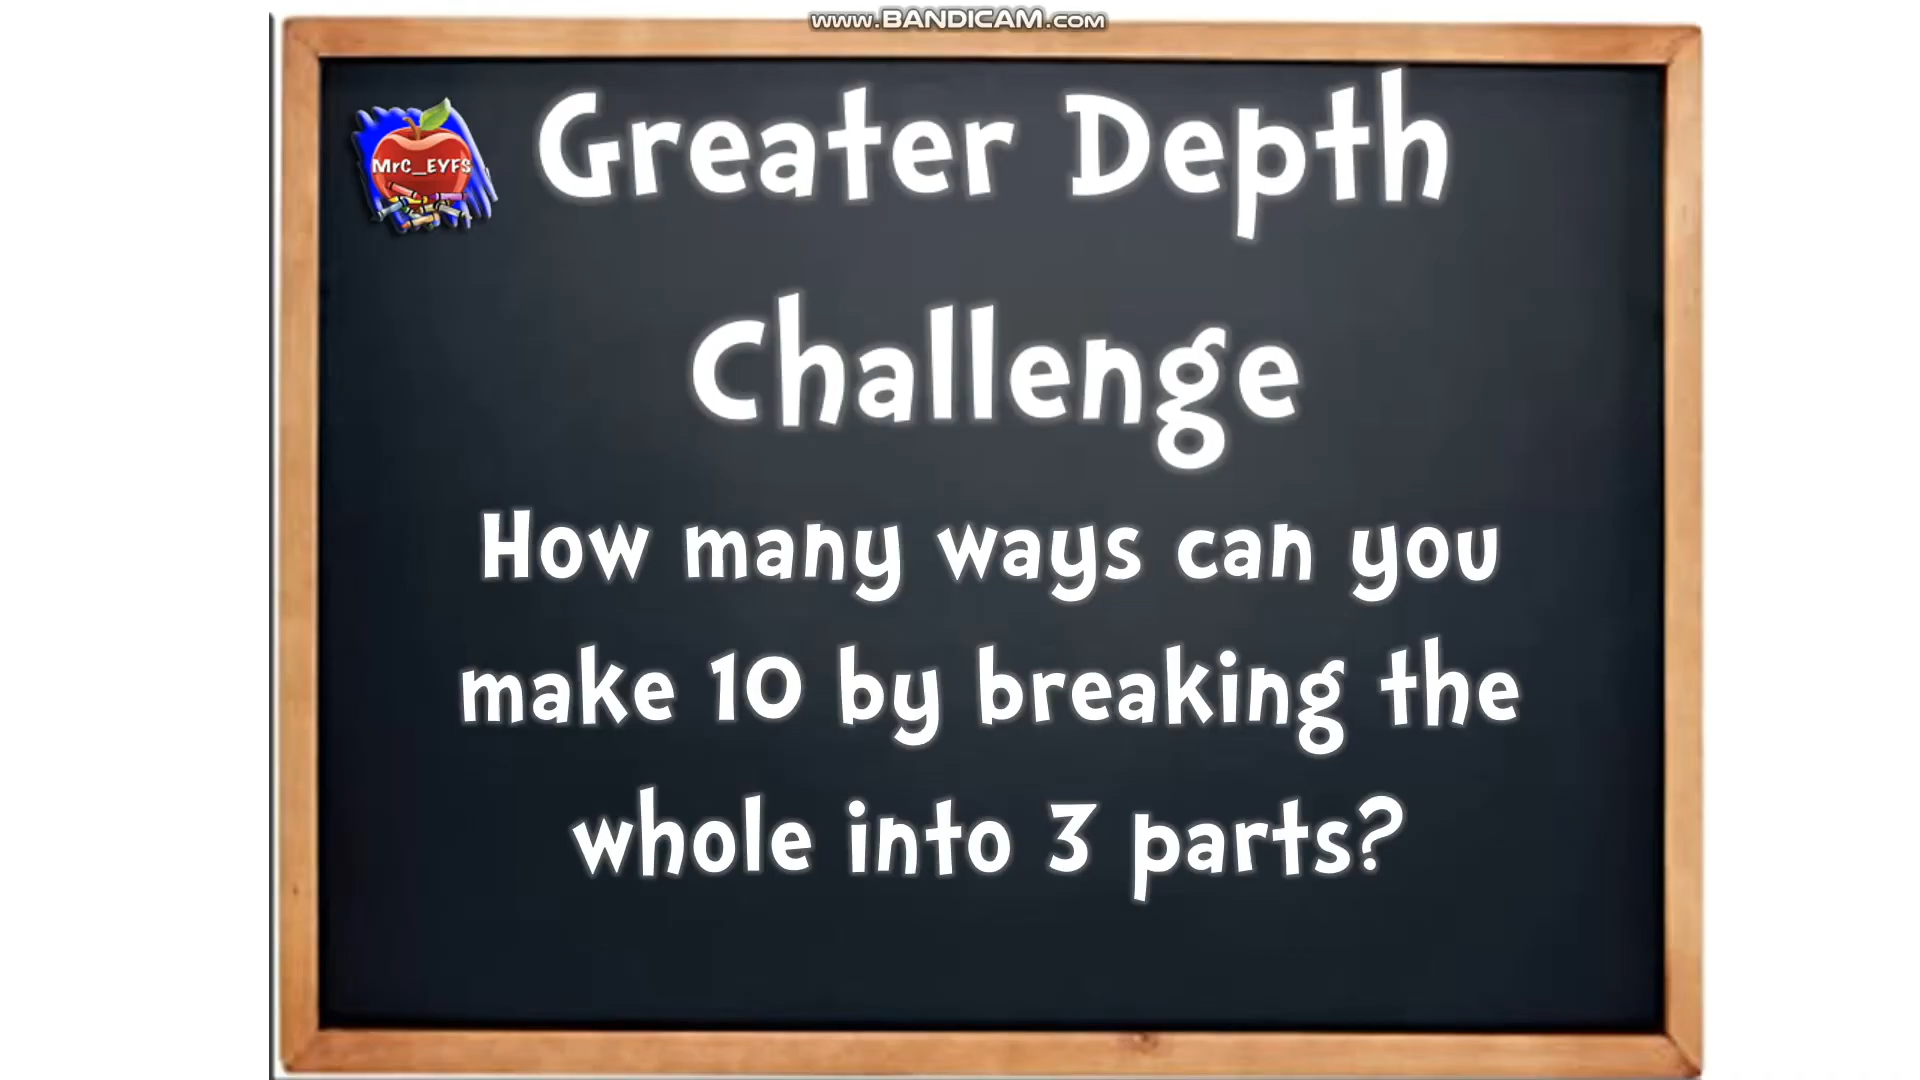 www.BANDICAM.com
MrC_EYFS
Greater Depth
Challenge
How many ways can you
make 10 by breaking the
whole into 3 parts?